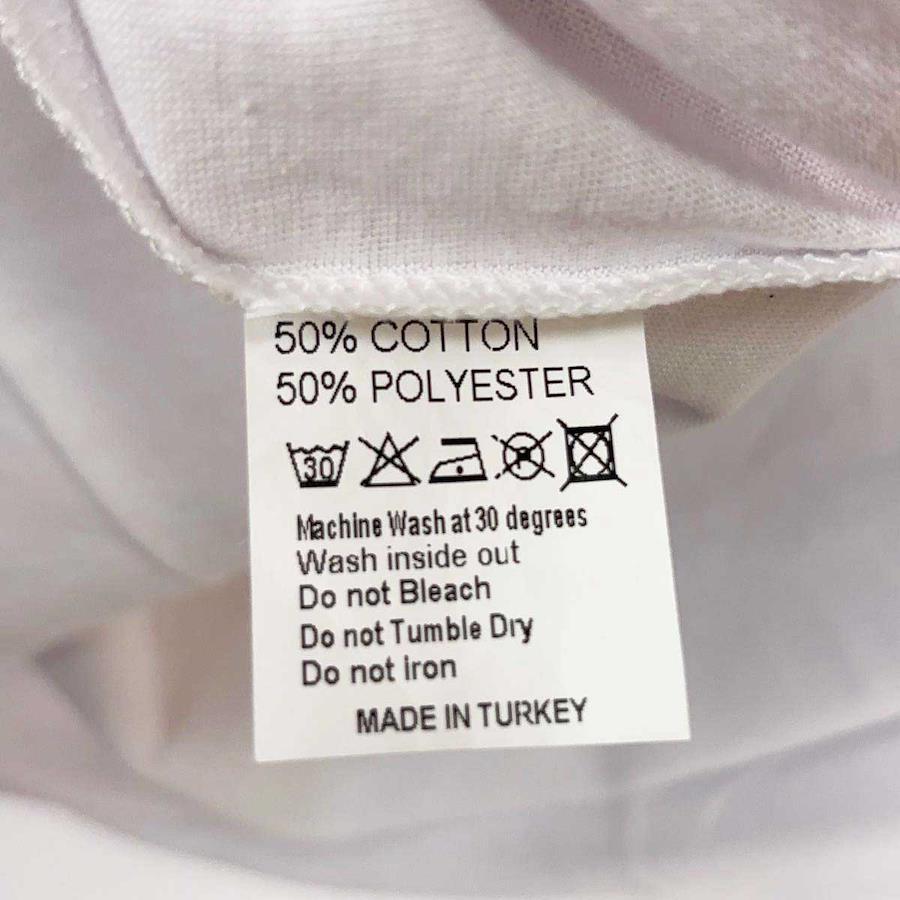 50% COTTON
50% POLYESTER
30 P
Machine Wash at 30 degrees
Wash inside out
Do not Bleach
Do not Tumble Dry
Do not Iron
MADE IN TURKEY